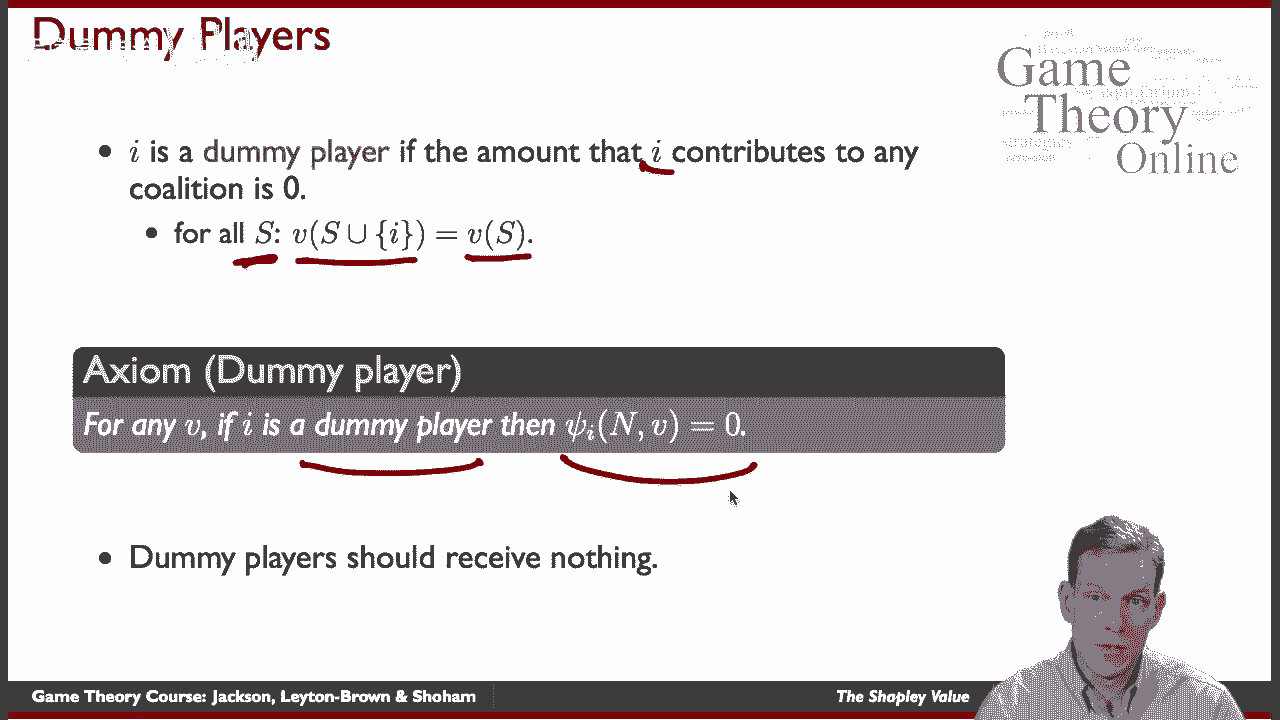 Dummy Players
Game
Theory
Online
• i is a dummy player if the amount that i contributes to any
coalition is 0.
• for all S: v(S ∪ {i}) = v(S).
Axiom (Dummy player)
For any v, if i is a dummy player then ψᵢ(N, v) = 0.
• Dummy players should receive nothing.
Game Theory Course: Jackson, Leyton-Brown & Shoham
The Shapley Value